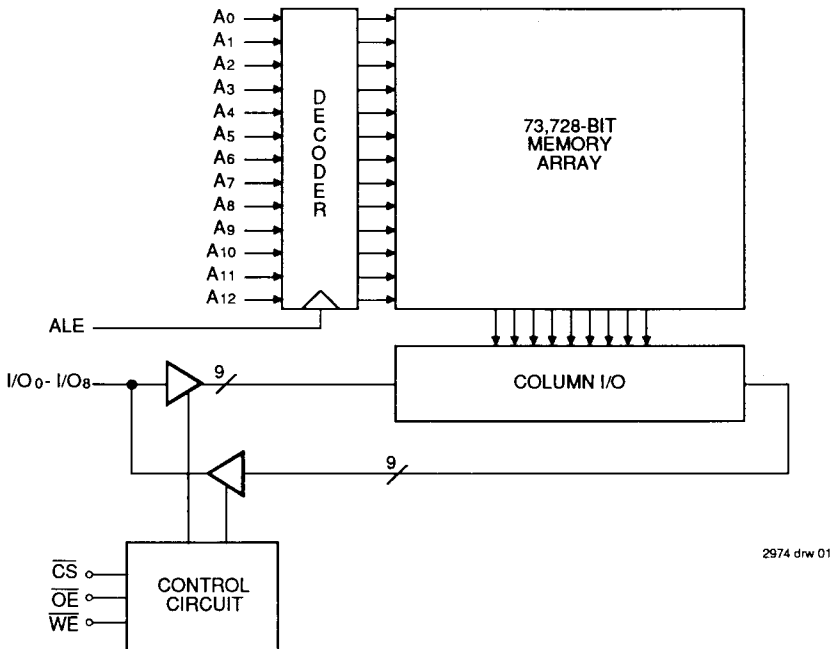 A0
A1
A2
A3
A4
A5
A6
A7
A8
A9
A10
A11
A12
DECODER
73,728-BIT
MEMORY
ARRAY
ALE
I/O0 - I/O8
9
COLUMN I/O
9
2974 drw 01
CS
OE
WE
CONTROL
CIRCUIT